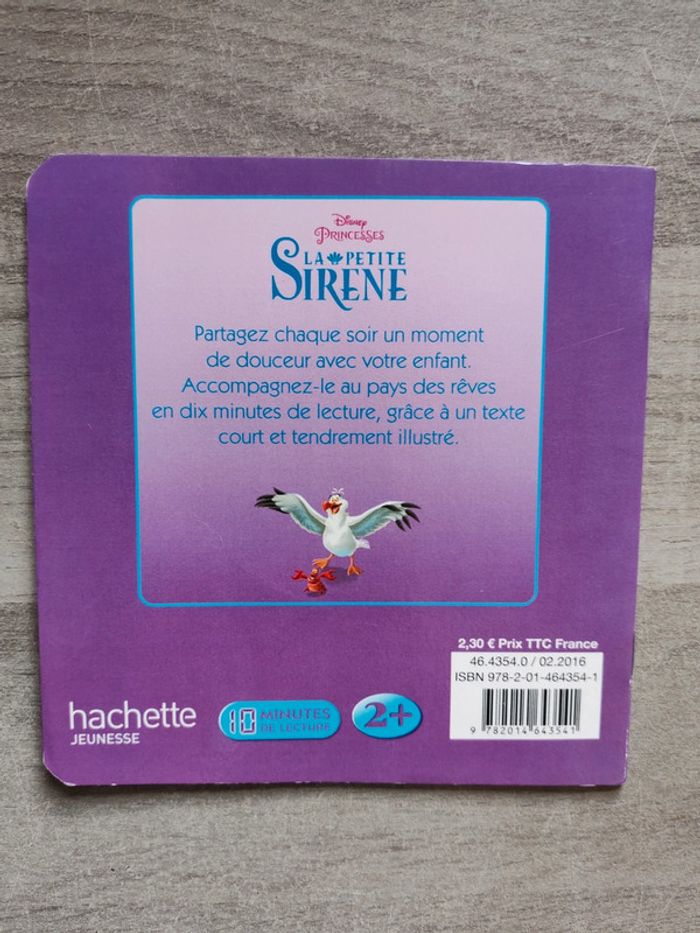 Disney
PRINCESSES
LA PETITE
SIRENE
Partagez chaque soir un moment
de douceur avec votre enfant.
Accompagnez-le au pays des rêves
en dix minutes de lecture, grâce à un texte
court et tendrement illustré.
2,30 € Prix TTC France
46.4354.0 / 02.2016
ISBN 978-2-01-464354-1
9 782014 643541
hachette
JEUNESSE
10 MINUTES
DE LECTURE
2+